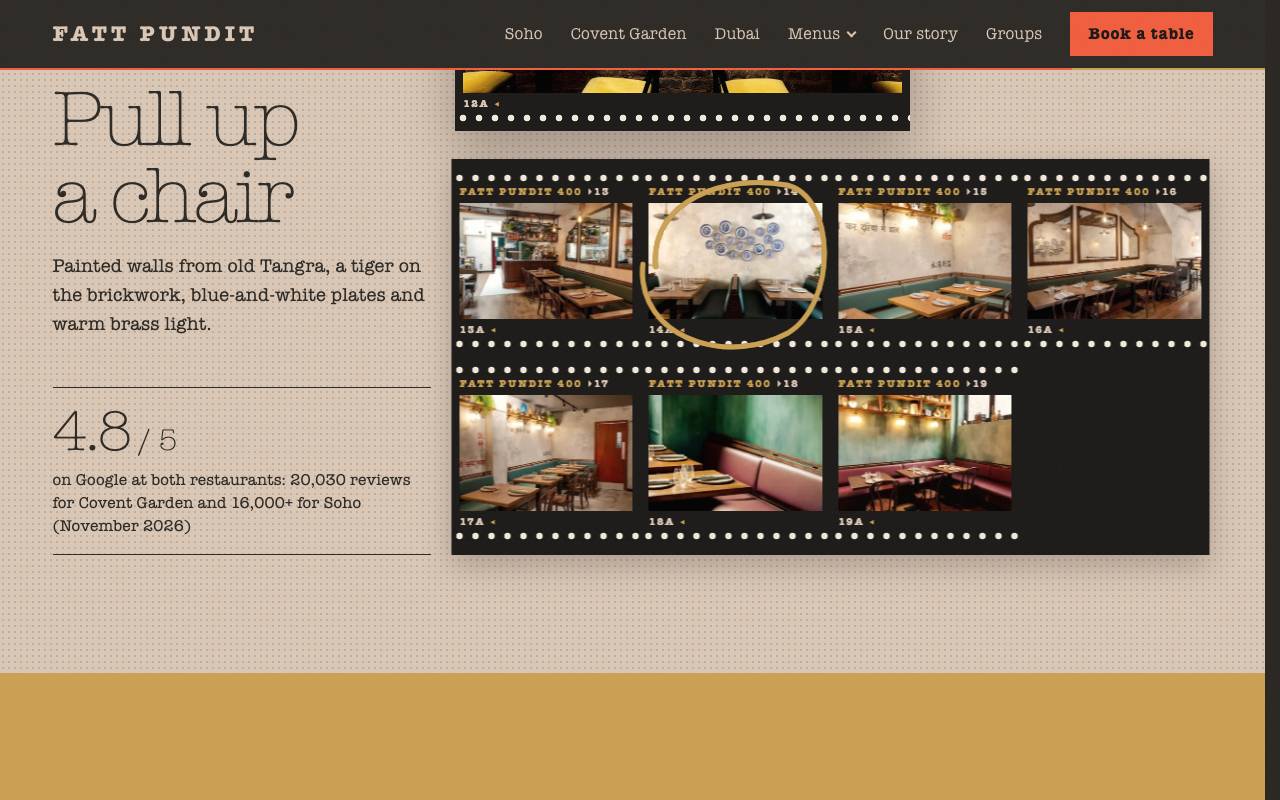 FATT PUNDIT
Soho Covent Garden Dubai Menus Our story Groups Book a table
Pull up
a chair
Painted walls from old Tangra, a tiger on
the brickwork, blue-and-white plates and
warm brass light.
4.8 / 5
on Google at both restaurants: 20,030 reviews
for Covent Garden and 16,000+ for Soho
(November 2026)
12A
FATT PUNDIT 400 13 FATT PUNDIT 400 14 FATT PUNDIT 400 15 FATT PUNDIT 400 16
13A 14A 15A 16A
FATT PUNDIT 400 17 FATT PUNDIT 400 18 FATT PUNDIT 400 19
17A 18A 19A